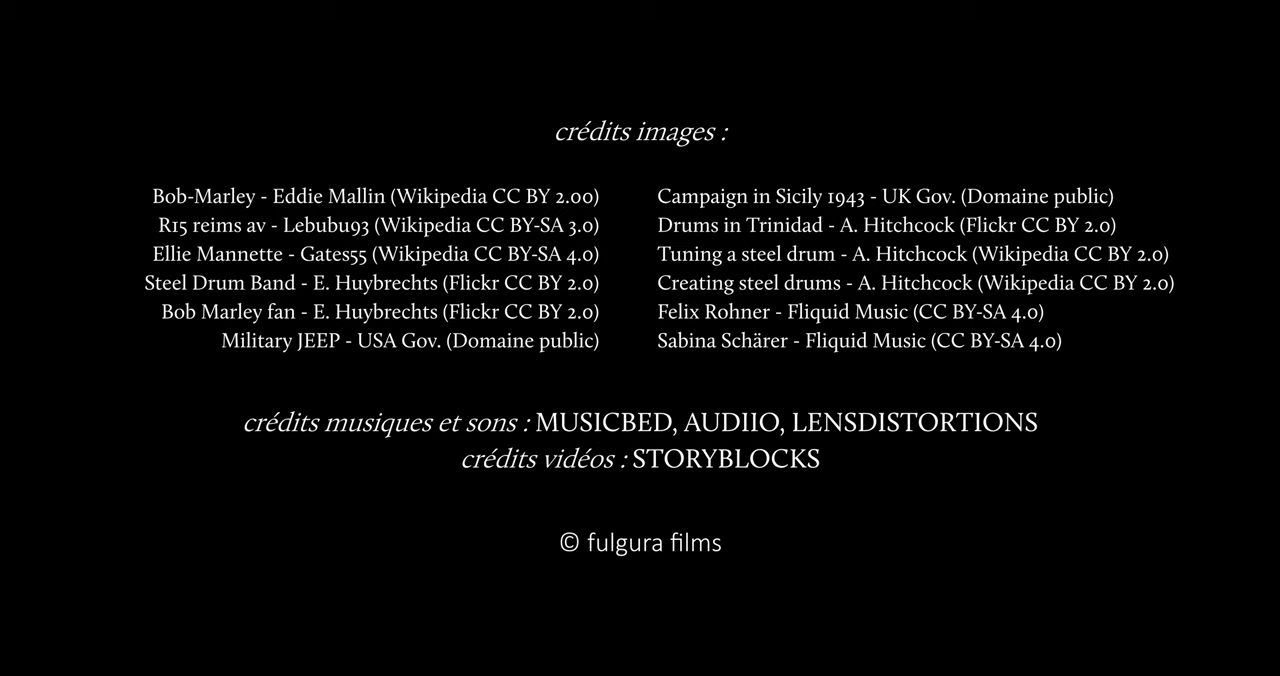 crédits images :
Bob-Marley - Eddie Mallin (Wikipedia CC BY 2.00)
R15 reims av - Lebubu93 (Wikipedia CC BY-SA 3.0)
Ellie Mannette - Gates55 (Wikipedia CC BY-SA 4.0)
Steel Drum Band - E. Huybrechts (Flickr CC BY 2.0)
Bob Marley fan - E. Huybrechts (Flickr CC BY 2.0)
Military JEEP - USA Gov. (Domaine public)
Campaign in Sicily 1943 - UK Gov. (Domaine public)
Drums in Trinidad - A. Hitchcock (Flickr CC BY 2.0)
Tuning a steel drum - A. Hitchcock (Wikipedia CC BY 2.0)
Creating steel drums - A. Hitchcock (Wikipedia CC BY 2.0)
Felix Rohner - Fliquid Music (CC BY-SA 4.0)
Sabina Schärer - Fliquid Music (CC BY-SA 4.0)
crédits musiques et sons : MUSICBED, AUDIIO, LENSDISTORTIONS
crédits vidéos : STORYBLOCKS
© fulgura films